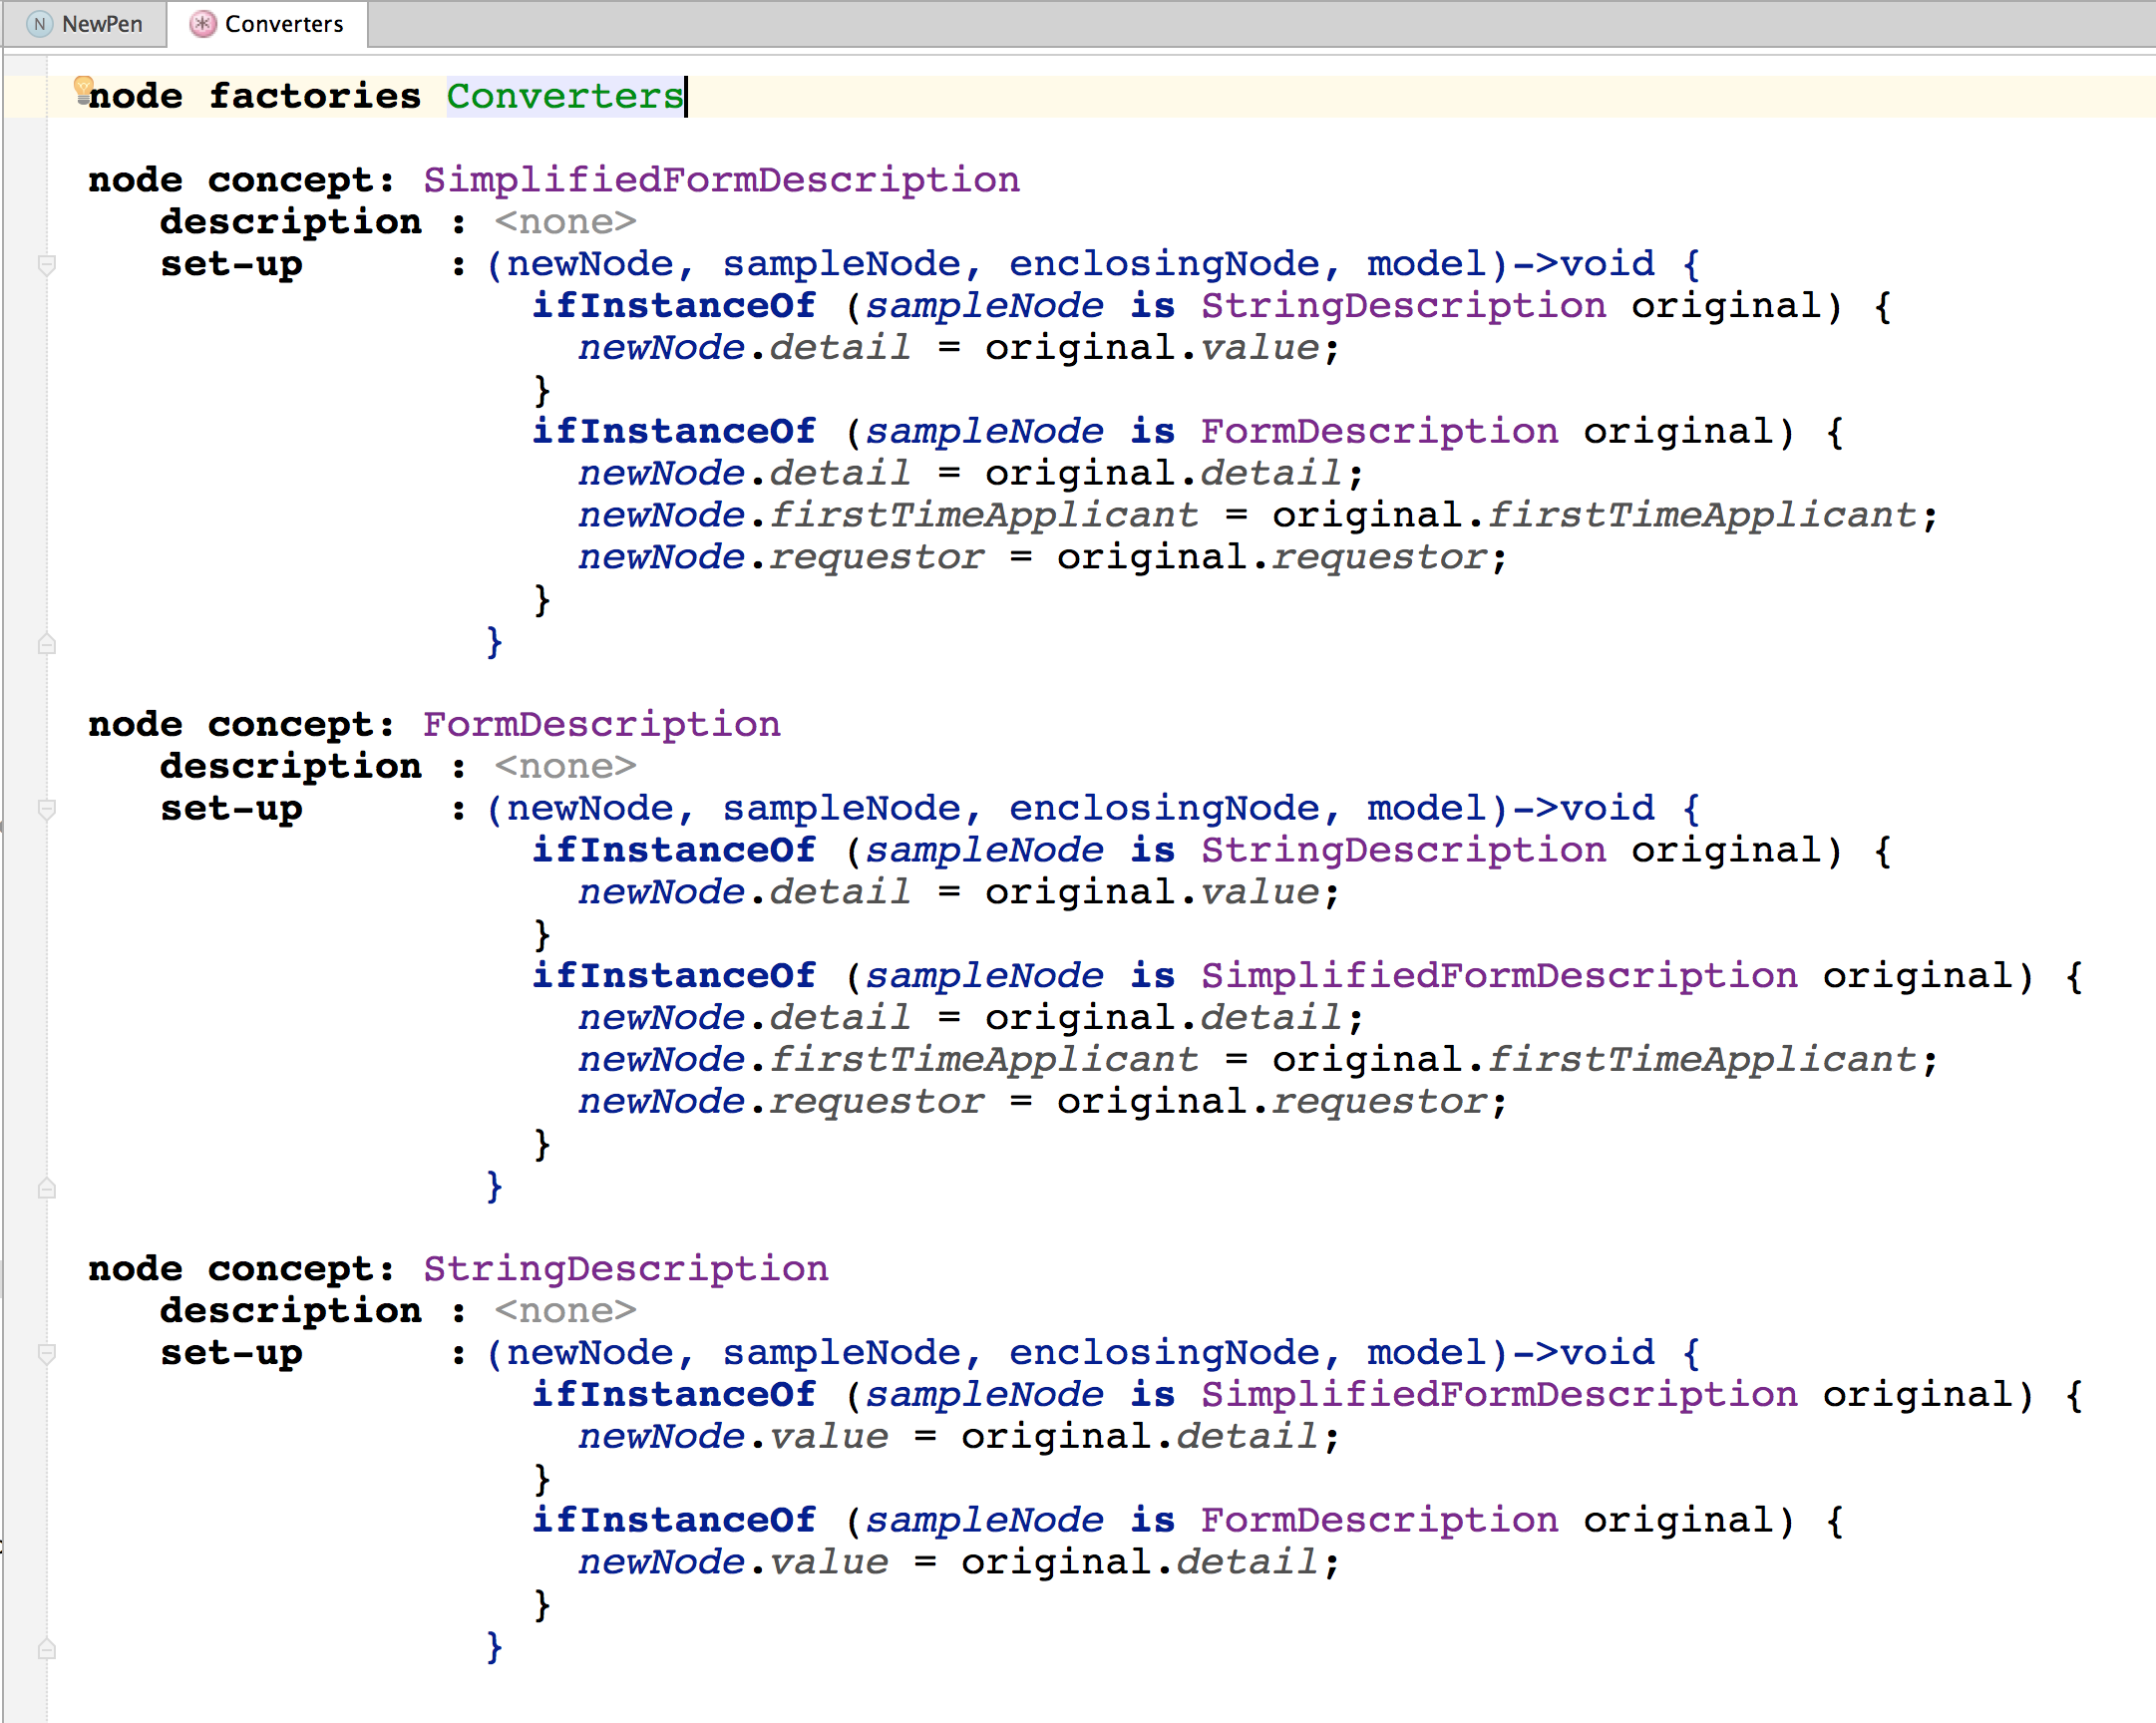 NewPen Converters
node factories Converters
node concept: SimplifiedFormDescription
description : <none>
set-up : (newNode, sampleNode, enclosingNode, model)->void {
ifInstanceOf (sampleNode is StringDescription original) {
newNode.detail = original.value;
}
ifInstanceOf (sampleNode is FormDescription original) {
newNode.detail = original.detail;
newNode.firstTimeApplicant = original.firstTimeApplicant;
newNode.requestor = original.requestor;
}
}
node concept: FormDescription
description : <none>
set-up : (newNode, sampleNode, enclosingNode, model)->void {
ifInstanceOf (sampleNode is StringDescription original) {
newNode.detail = original.value;
}
ifInstanceOf (sampleNode is SimplifiedFormDescription original) {
newNode.detail = original.detail;
newNode.firstTimeApplicant = original.firstTimeApplicant;
newNode.requestor = original.requestor;
}
}
node concept: StringDescription
description : <none>
set-up : (newNode, sampleNode, enclosingNode, model)->void {
ifInstanceOf (sampleNode is SimplifiedFormDescription original) {
newNode.value = original.detail;
}
ifInstanceOf (sampleNode is FormDescription original) {
newNode.value = original.detail;
}
}